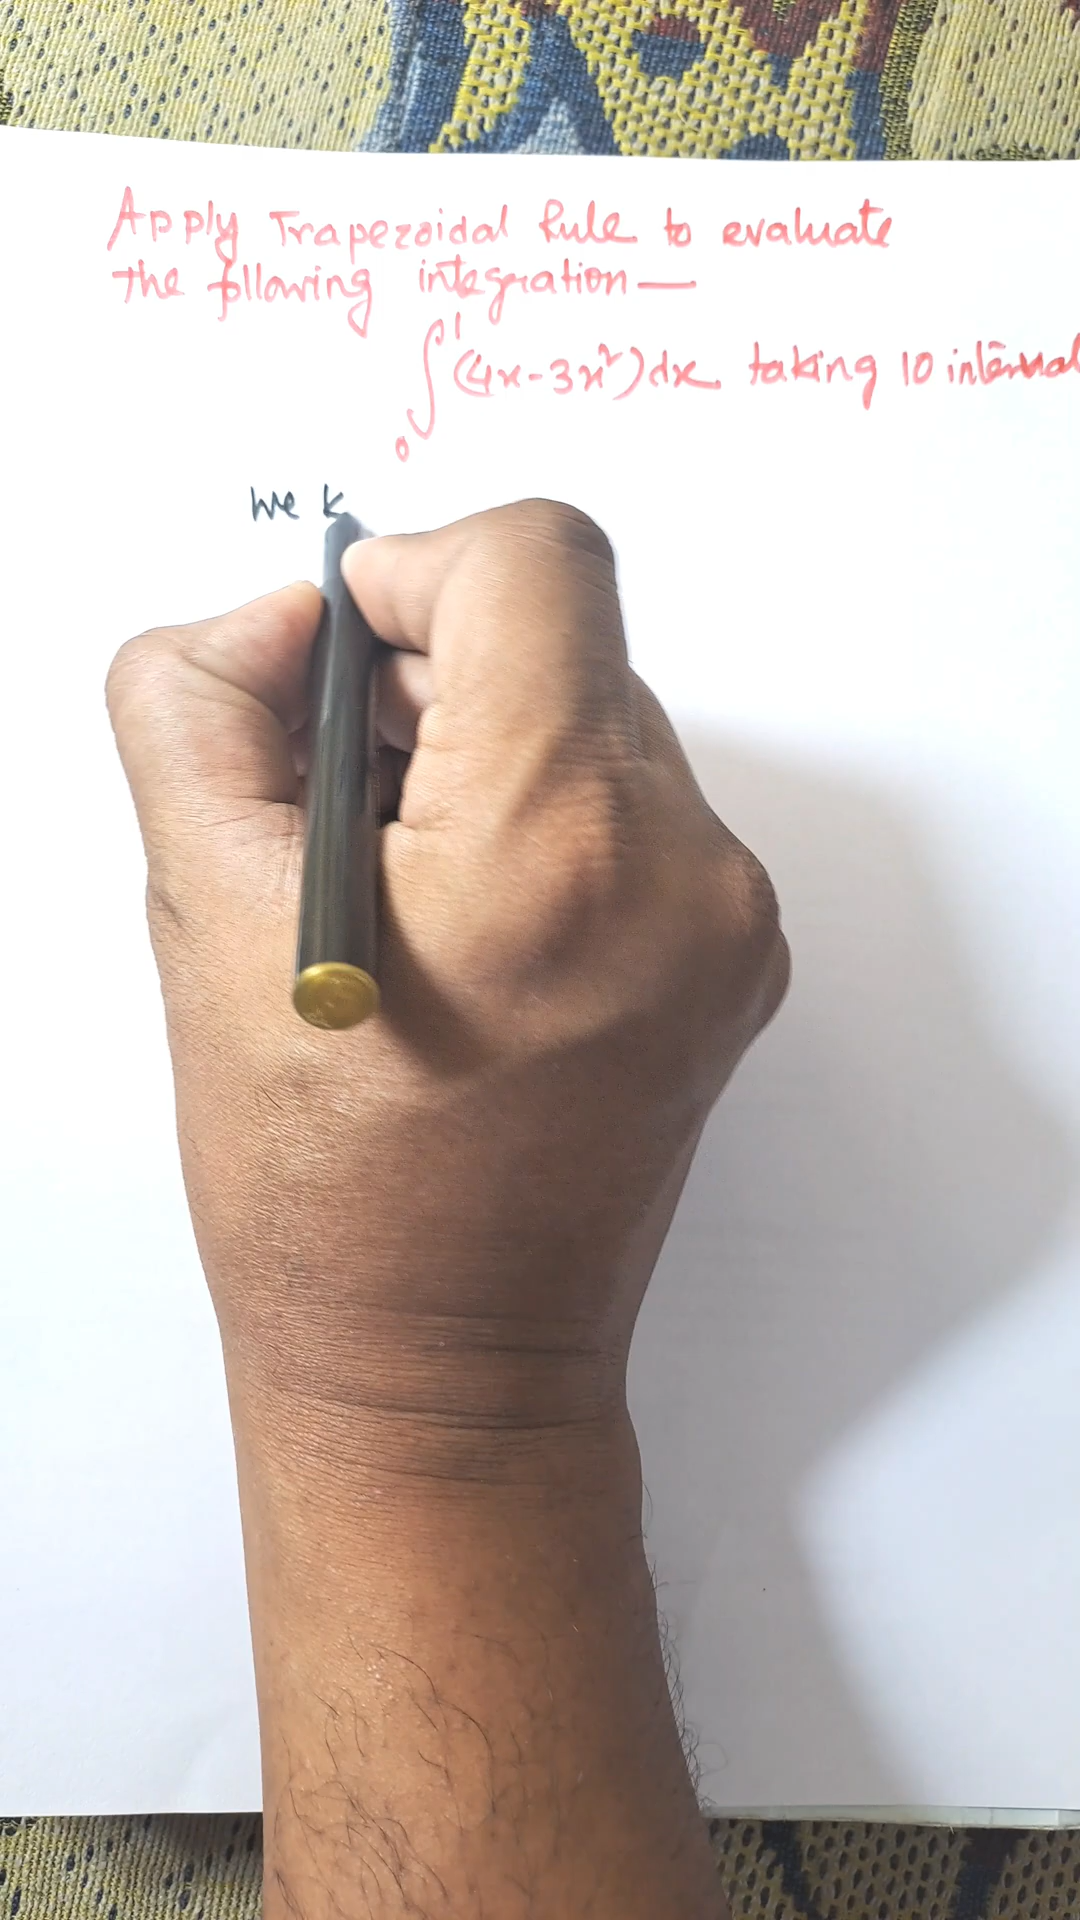 Apply Trapezoidal Rule to evaluate
the following integration —
∫₀¹ (4x-3x²)dx taking 10 interval
We k